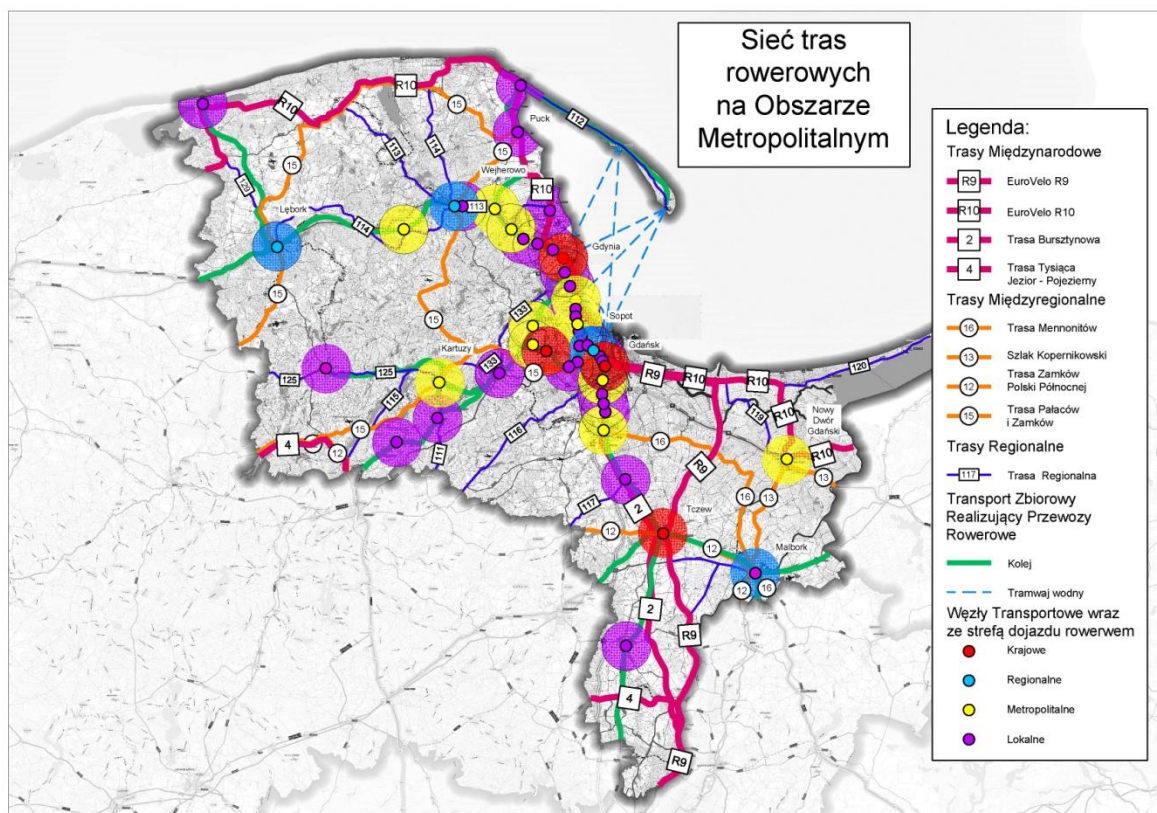 Sieć tras
rowerowych
na Obszarze
Metropolitalnym
Legenda:
Trasy Międzynarodowe
R9 EuroVelo R9
R10 EuroVelo R10
2 Trasa Bursztynowa
4 Trasa Tysiąca
Jezior - Pojezierny
Trasy Międzyregionalne
16 Trasa Mennonitów
13 Szlak Kopernikowski
12 Trasa Zamków
Polski Północnej
15 Trasa Pałaców
i Zamków
Trasy Regionalne
117 Trasa Regionalna
Transport Zbiorowy
Realizujący Przewozy
Rowerowe
Kolej
Tramwaj wodny
Węzły Transportowe wraz
ze strefą dojazdu rowerwem
Krajowe
Regionalne
Metropolitalne
Lokalne
R10
R10
15
112
Puck
113
114
15
15
Wejherowo
129
R10
Lębork
113
114
Gdynia
15
15
133
Sopot
Kartuzy
Gdańsk
133
15
R9
R10
R10
120
125
125
115
119
R10
Nowy
Dwór
Gdański
116
15
16
4
12
111
R10
R9
13
16
13
117
2
Tczew
12
12
Malbork
12
16
2
R9
4
R9